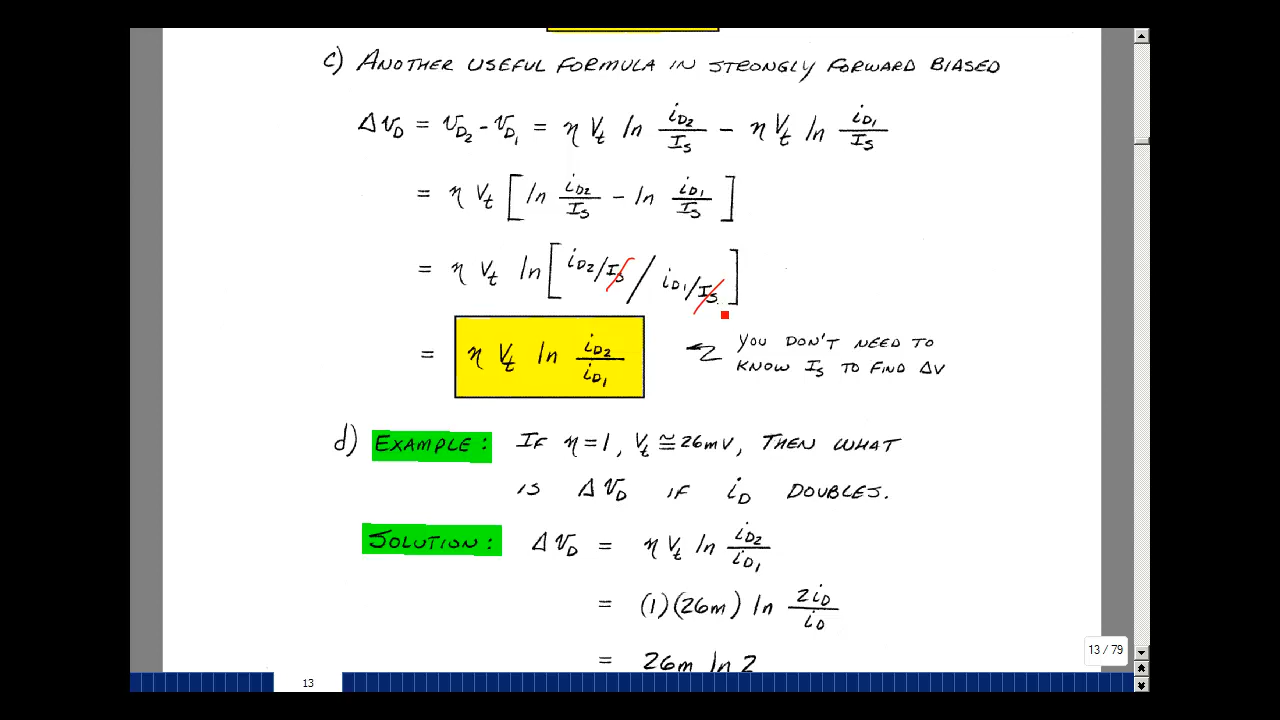 c) ANOTHER USEFUL FORMULA IN STRONGLY FORWARD BIASED
Δv_D = v_D2 - v_D1 = η V_t ln i_D2/I_S - η V_t ln i_D1/I_S
= η V_t [ ln i_D2/I_S - ln i_D1/I_S ]
= η V_t ln [ i_D2/I_S / i_D1/I_S ]
= η V_t ln i_D2/i_D1
YOU DON'T NEED TO
KNOW I_S TO FIND ΔV
d) EXAMPLE: IF η = 1, V_t ≅ 26mV, THEN WHAT
IS Δv_D IF i_D DOUBLES.
SOLUTION: Δv_D = η V_t ln i_D2/i_D1
= (1)(26m) ln 2i_D/i_D
= 26m ln 2
13 / 79
13